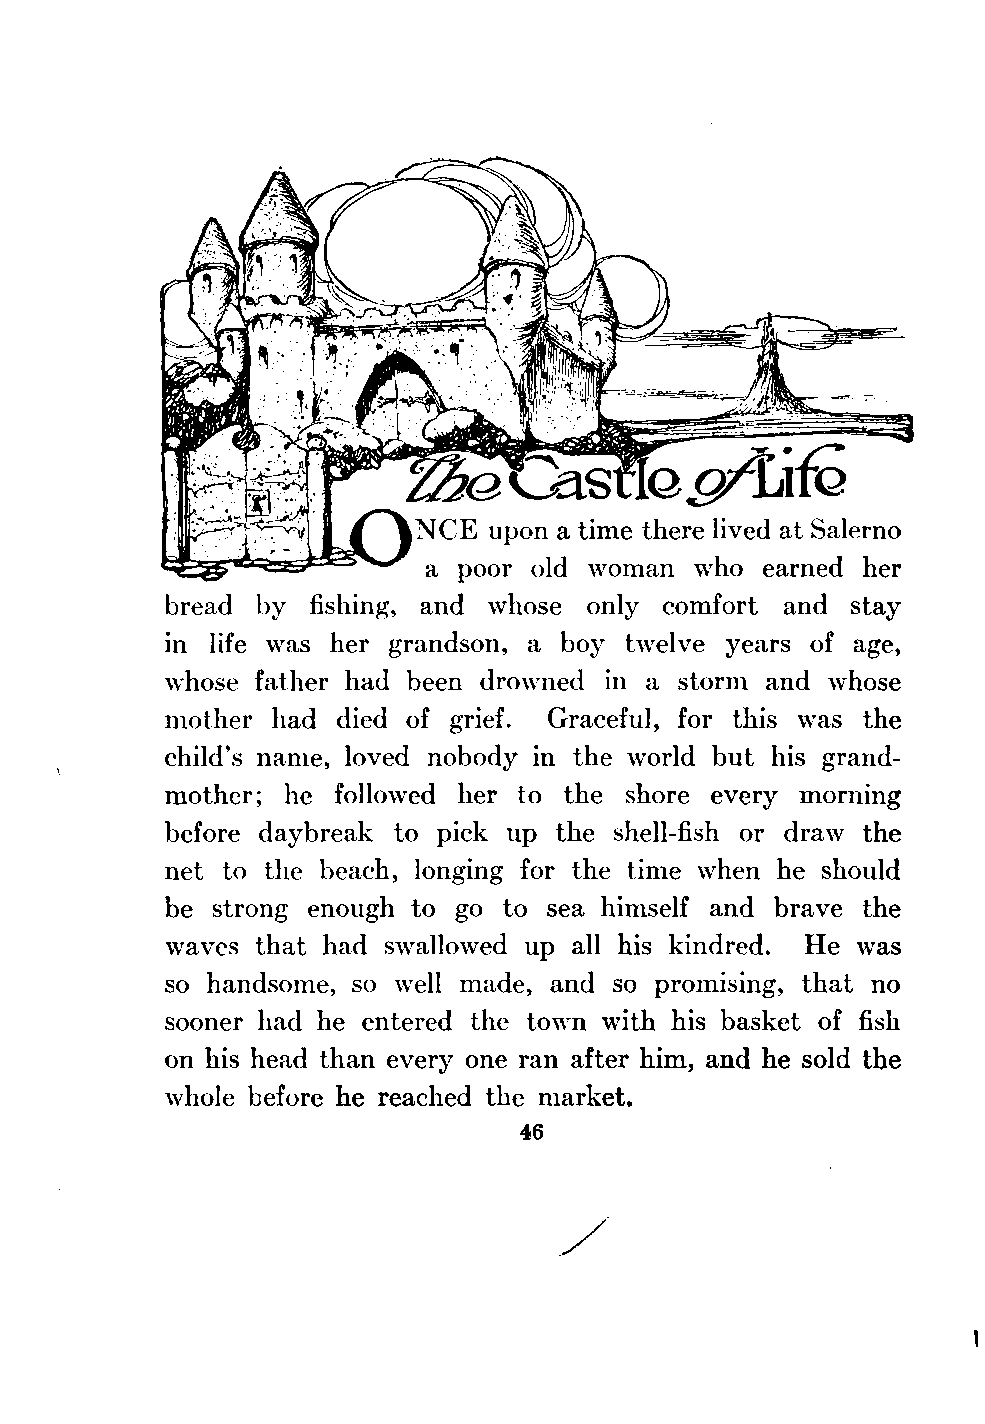 The Castle of Life
ONCE upon a time there lived at Salerno
a poor old woman who earned her
bread by fishing, and whose only comfort and stay
in life was her grandson, a boy twelve years of age,
whose father had been drowned in a storm and whose
mother had died of grief. Graceful, for this was the
child's name, loved nobody in the world but his grand-
mother; he followed her to the shore every morning
before daybreak to pick up the shell-fish or draw the
net to the beach, longing for the time when he should
be strong enough to go to sea himself and brave the
waves that had swallowed up all his kindred. He was
so handsome, so well made, and so promising, that no
sooner had he entered the town with his basket of fish
on his head than every one ran after him, and he sold the
whole before he reached the market.
46